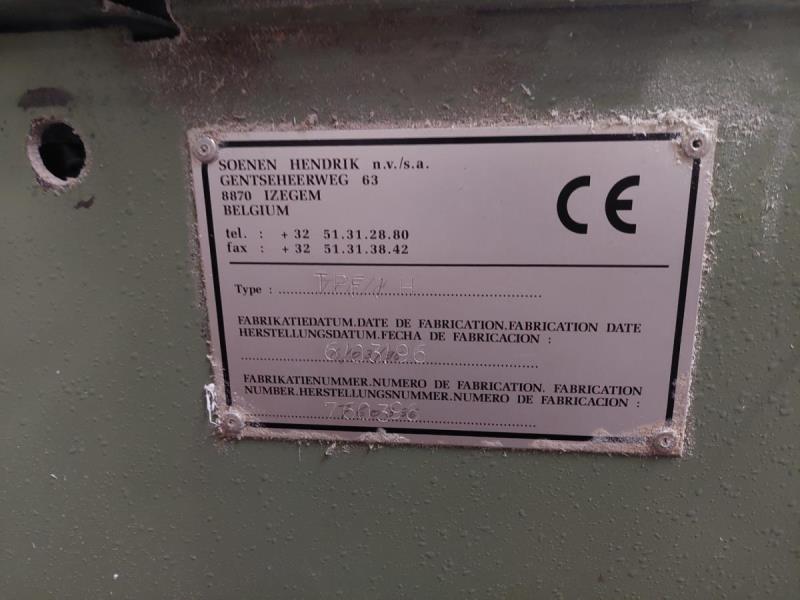 SOENEN HENDRIK n.v./s.a.
GENTSEHEERWEG 63
8870 IZEGEM
BELGIUM
CE
tel. : + 32 51.31.28.80
fax : + 32 51.31.38.42
Type :
FABRIKATIEDATUM.DATE DE FABRICATION.FABRICATION DATE
HERSTELLUNGSDATUM.FECHA DE FABRICACION :
FABRIKATIENUMMER.NUMERO DE FABRICATION. FABRICATION
NUMBER.HERSTELLUNGSNUMMER.NUMERO DE FABRICACION :